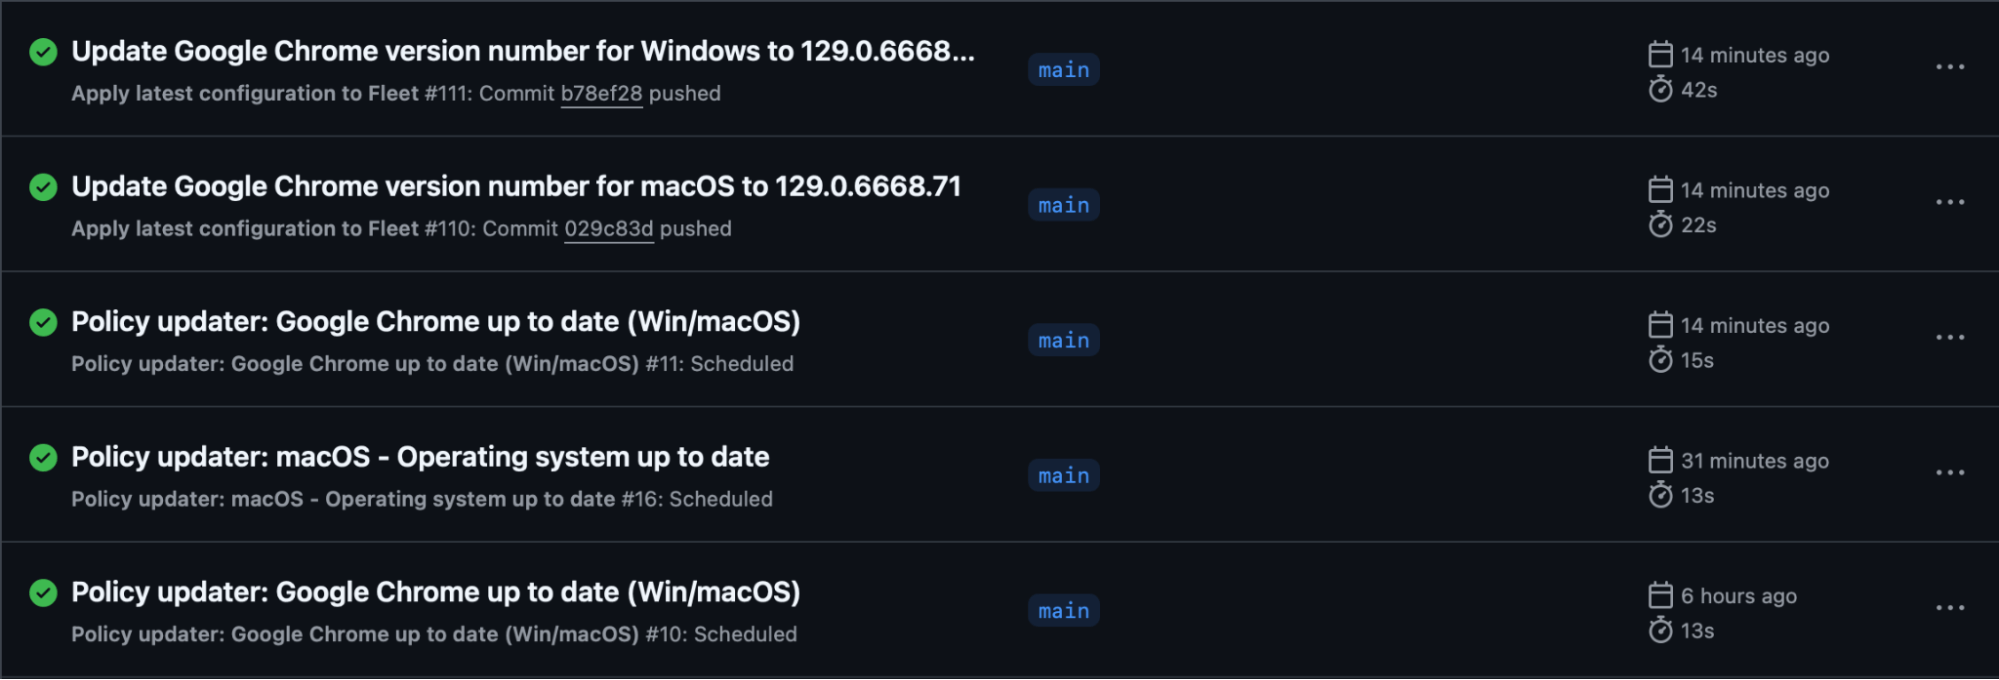 Update Google Chrome version number for Windows to 129.0.6668...
main
14 minutes ago
Apply latest configuration to Fleet #111: Commit b78ef28 pushed
42s
Update Google Chrome version number for macOS to 129.0.6668.71
main
14 minutes ago
Apply latest configuration to Fleet #110: Commit 029c83d pushed
22s
Policy updater: Google Chrome up to date (Win/macOS)
main
14 minutes ago
Policy updater: Google Chrome up to date (Win/macOS) #11: Scheduled
15s
Policy updater: macOS - Operating system up to date
main
31 minutes ago
Policy updater: macOS - Operating system up to date #16: Scheduled
13s
Policy updater: Google Chrome up to date (Win/macOS)
main
6 hours ago
Policy updater: Google Chrome up to date (Win/macOS) #10: Scheduled
13s